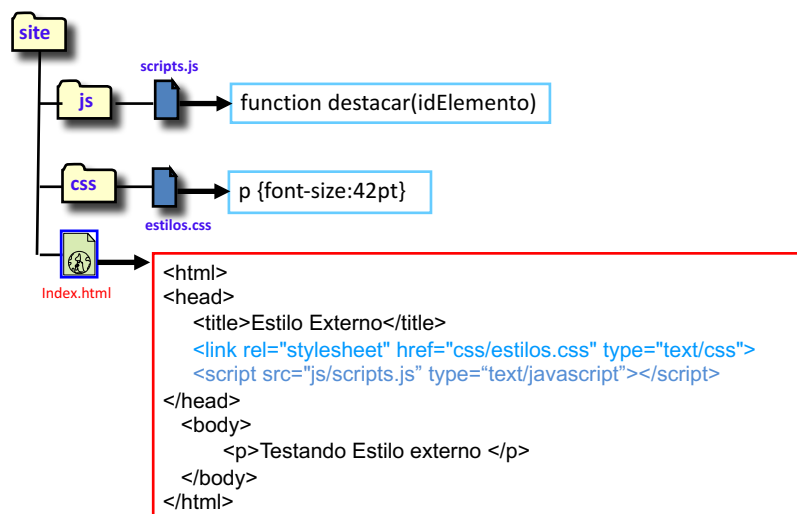 site
scripts.js
js
function destacar(idElemento)
css
p {font-size:42pt}
estilos.css
Index.html
<html>
<head>
<title>Estilo Externo</title>
<link rel="stylesheet" href="css/estilos.css" type="text/css">
<script src="js/scripts.js” type=“text/javascript”></script>
</head>
<body>
<p>Testando Estilo externo </p>
</body>
</html>